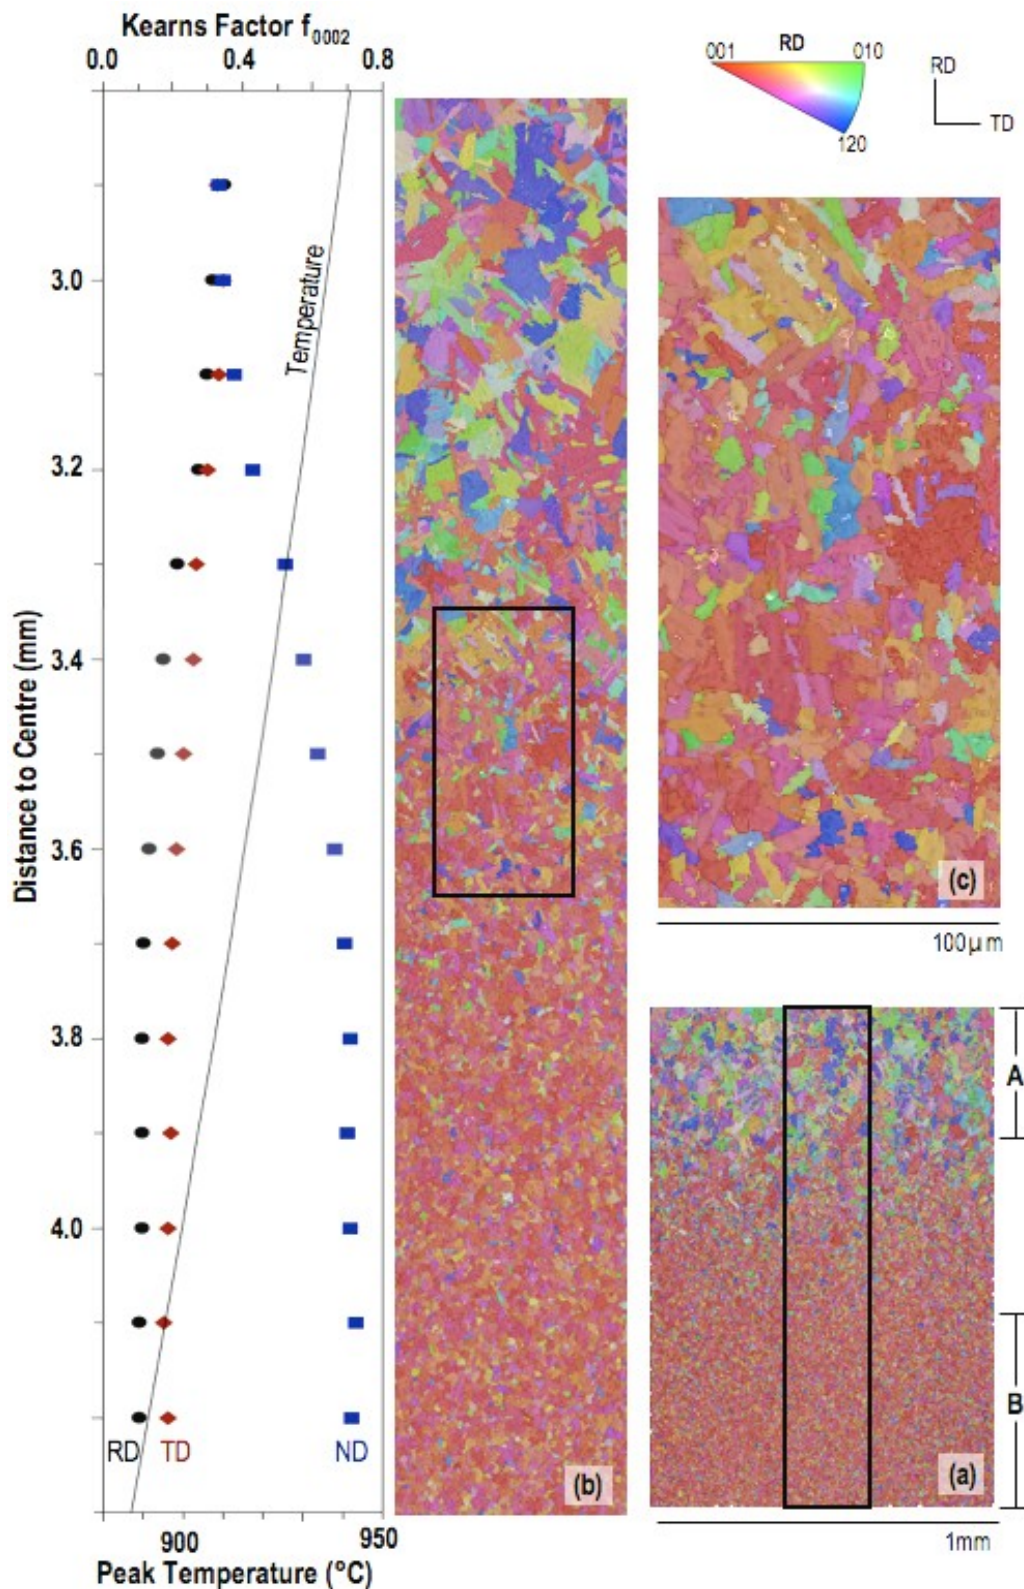 Kearns Factor f0002
0.0 0.4 0.8
Temperature
Distance to Centre (mm)
3.0
3.2
3.4
3.6
3.8
4.0
RD TD ND
900 950
Peak Temperature (°C)
(b)
001 RD 010
120
RD
TD
(c)
100µm
A
B
(a)
1mm